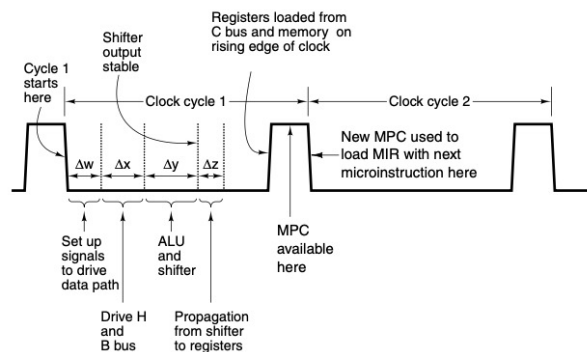 Registers loaded from
C bus and memory on
rising edge of clock
Shifter
output
stable
Cycle 1
starts
here
Clock cycle 1
Clock cycle 2
New MPC used to
load MIR with next
microinstruction here
Δw
Δx
Δy
Δz
MPC
available
here
Set up
signals
to drive
data path
ALU
and
shifter
Drive H
and
B bus
Propagation
from shifter
to registers